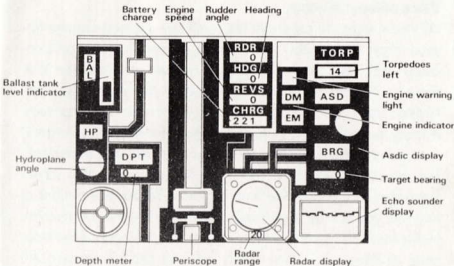 Battery charge
Engine speed
Rudder angle
Heading
RDR
0
HDG
0
REVS
0
CHRG
221
BAL
HP
DPT
0
TORP
14
DM
EM
ASD
BRG
0
20
Ballast tank level indicator
Hydroplane angle
Depth meter
Periscope
Radar range
Radar display
Torpedoes left
Engine warning light
Engine indicator
Asdic display
Target bearing
Echo sounder display